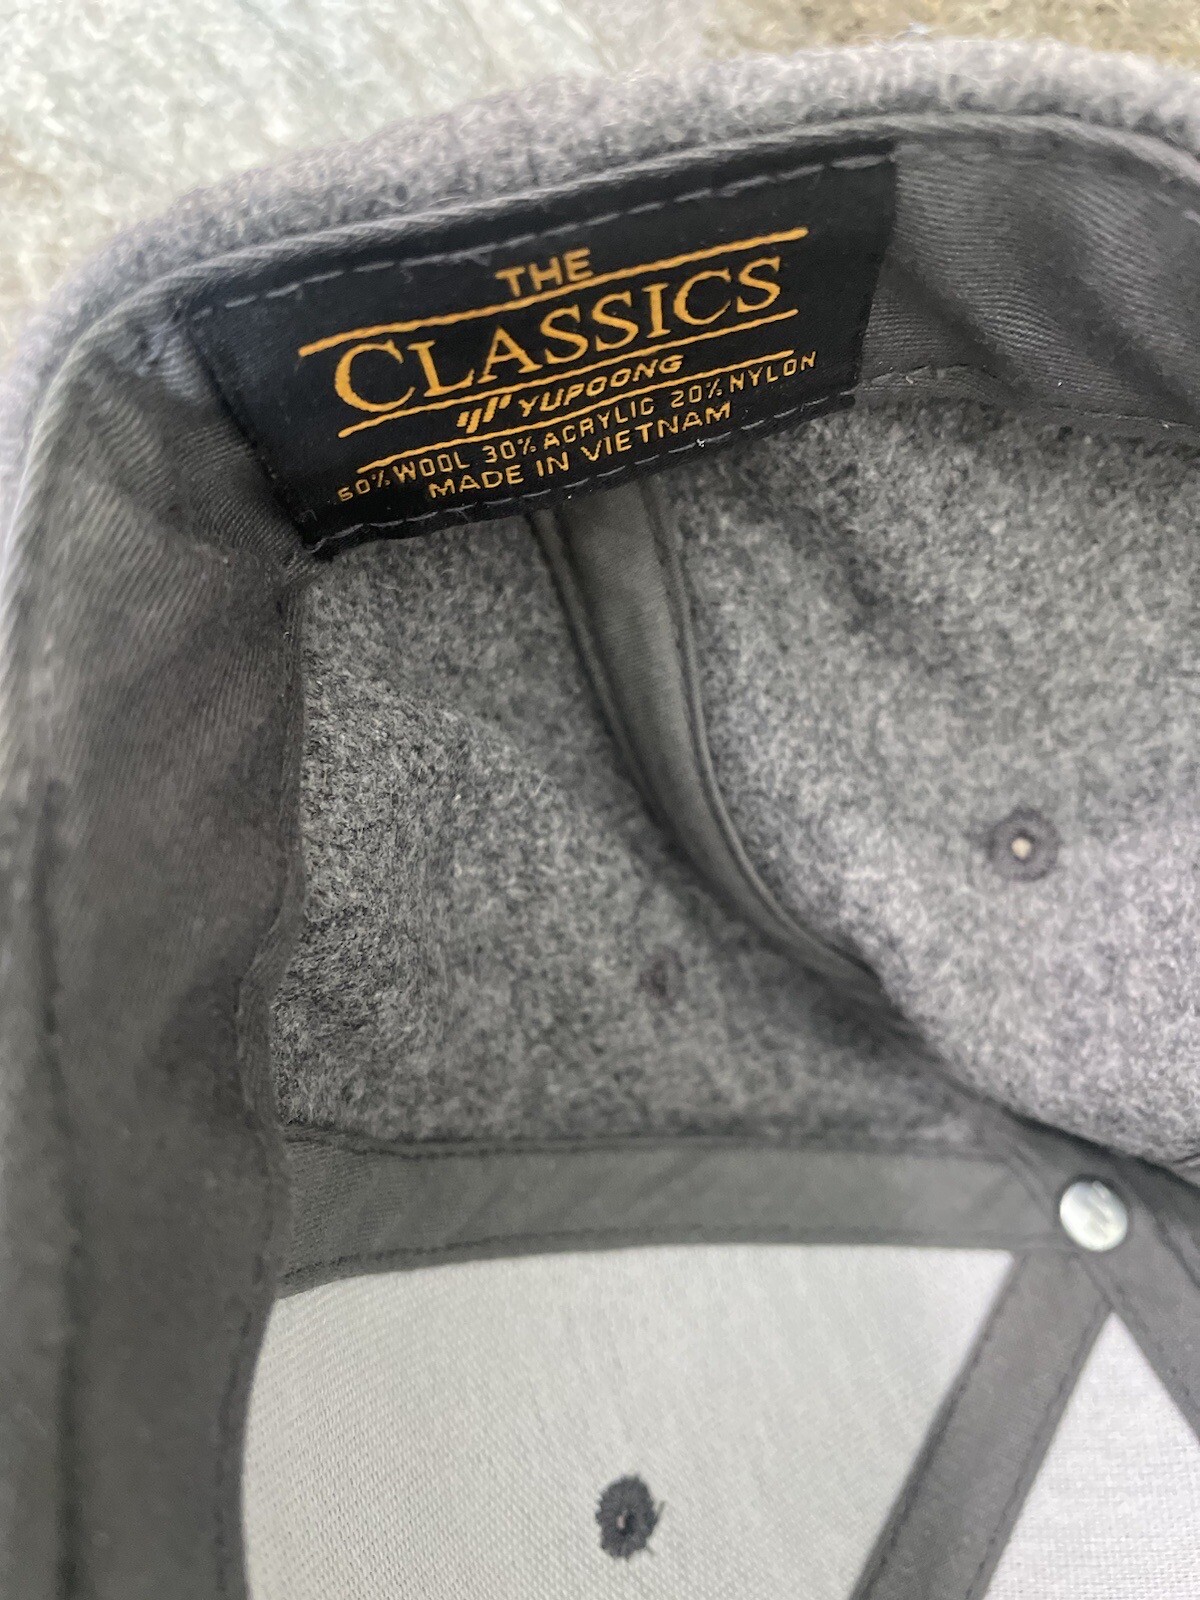 THE
CLASSICS
YUPOONG
50% WOOL 30% ACRYLIC 20% NYLON
MADE IN VIETNAM